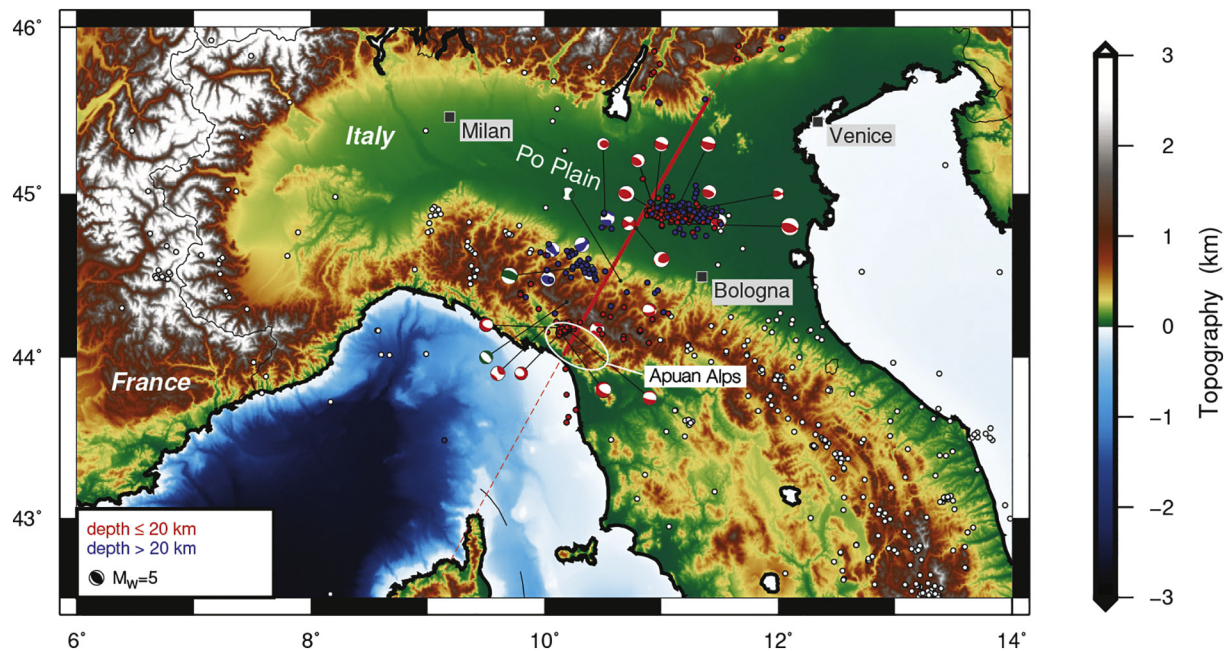 46˚
45˚
44˚
43˚
6˚
8˚
10˚
12˚
14˚
Italy
Milan
Po Plain
Venice
Bologna
France
Apuan Alps
depth ≤ 20 km
depth > 20 km
Mw=5
3
2
1
0
−1
−2
−3
Topography (km)